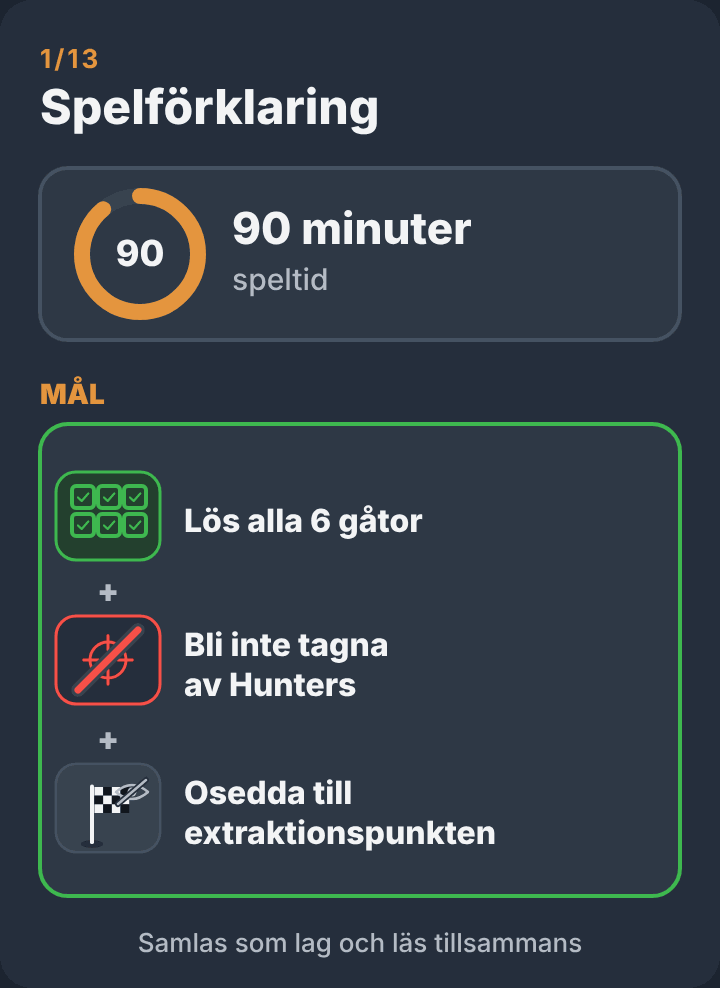 1/13
Spelförklaring
90
90 minuter
speltid
MÅL
Lös alla 6 gåtor
+
Bli inte tagna
av Hunters
+
Osedda till
extraktionspunkten
Samlas som lag och läs tillsammans